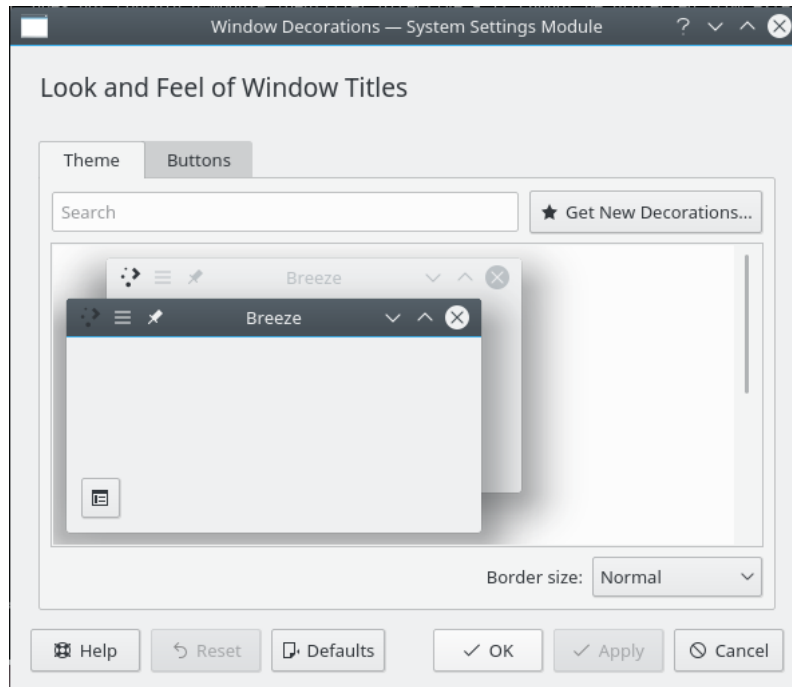 Window Decorations — System Settings Module
Look and Feel of Window Titles
Theme Buttons
Search
Get New Decorations...
Breeze
Breeze
Border size: Normal
Help Reset Defaults OK Apply Cancel